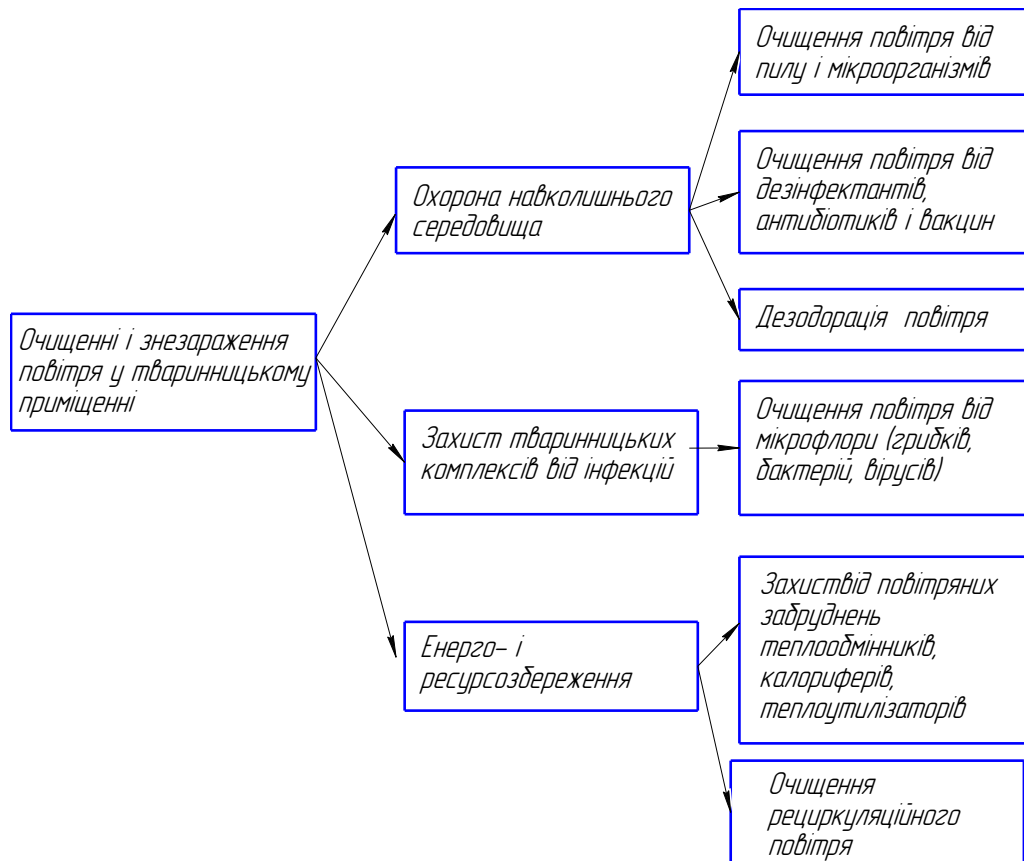 Очищення повітря від
пилу і мікроорганізмів
Охорона навколишнього
середовища
Очищення повітря від
дезінфектантів,
антибіотиків і вакцин
Дезодорація повітря
Очищенні і знезараження
повітря у тваринницькому
приміщенні
Захист тваринницьких
комплексів від інфекцій
Очищення повітря від
мікрофлори (грибків,
бактерій, вірусів)
Енерго- і
ресурсозбереження
Захиствід повітряних
забруднень
теплообмінників,
калориферів,
теплоутилізаторів
Очищення
рециркуляційного
повітря